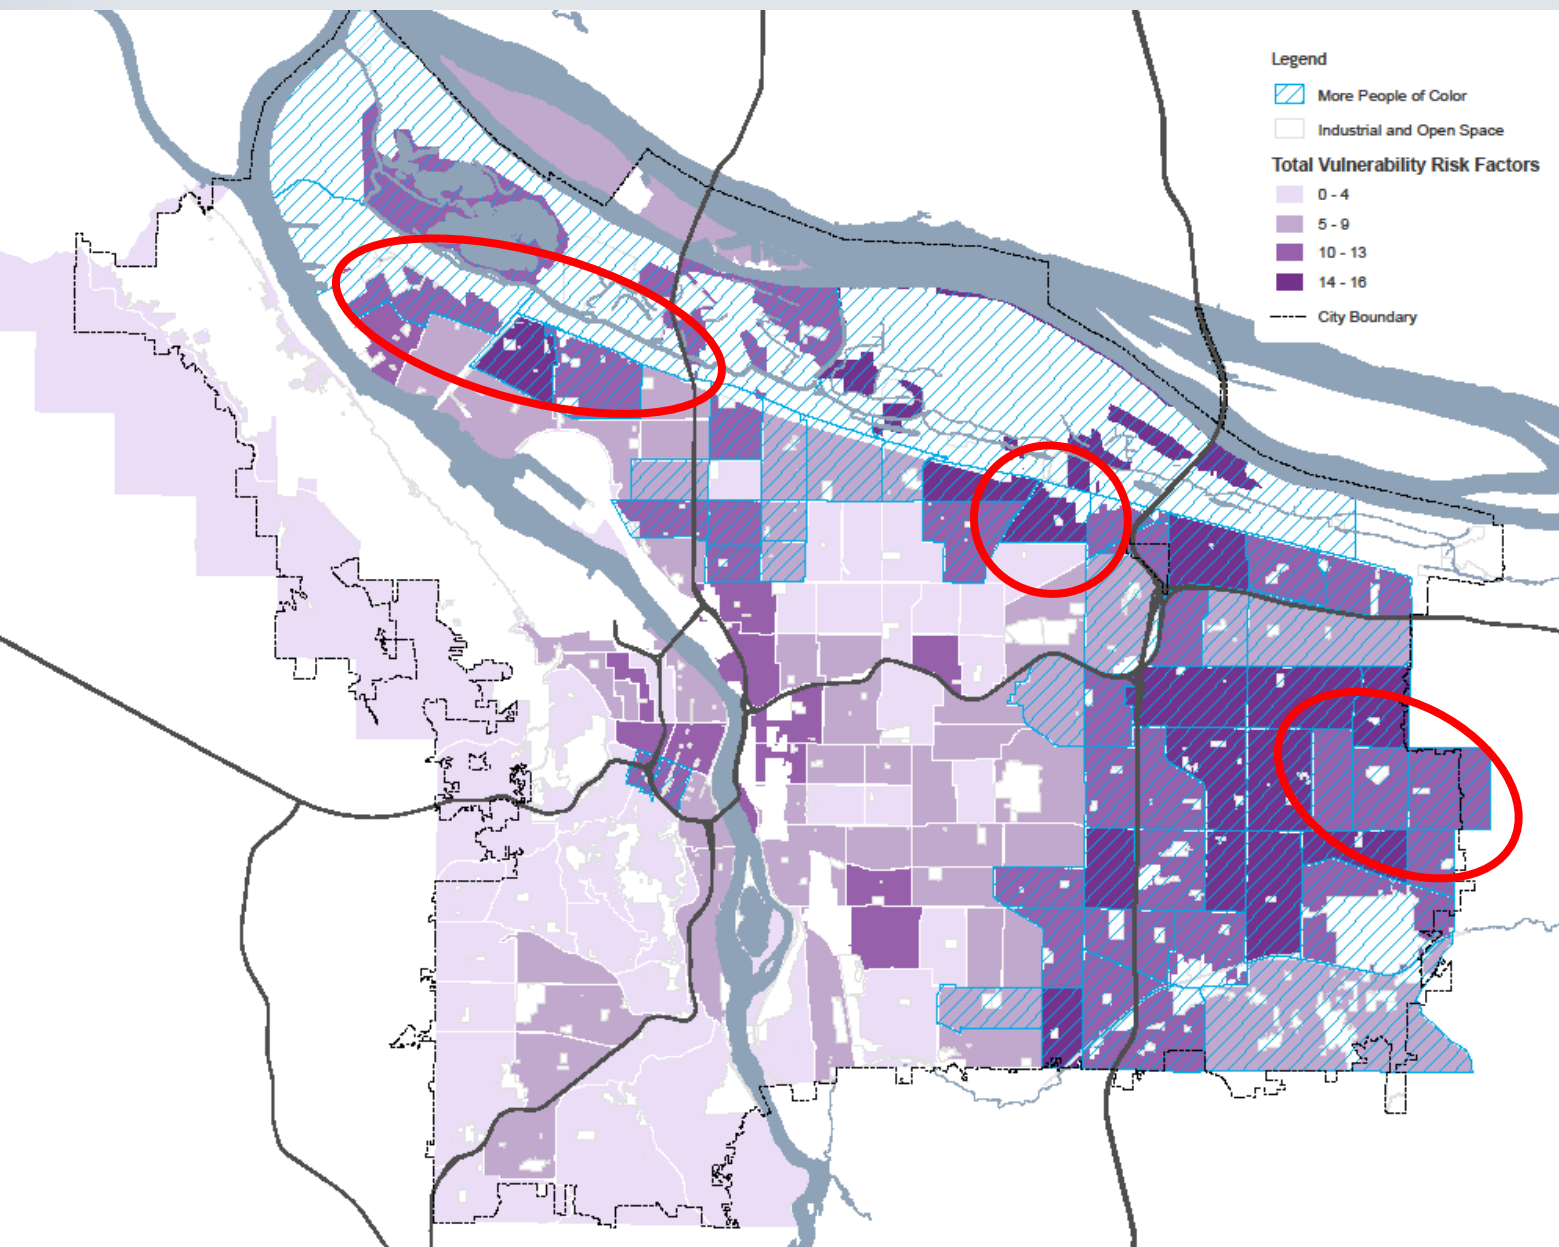 Legend
More People of Color
Industrial and Open Space
Total Vulnerability Risk Factors
0 - 4
5 - 9
10 - 13
14 - 16
City Boundary